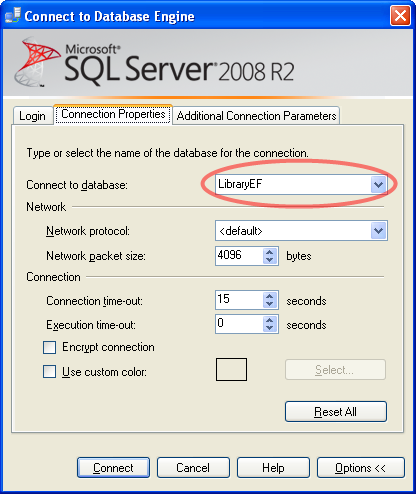 Connect to Database Engine
Microsoft®
SQL Server® 2008 R2
Login Connection Properties Additional Connection Parameters
Type or select the name of the database for the connection.
Connect to database: LibraryEF
Network
Network protocol: <default>
Network packet size: 4096 bytes
Connection
Connection time-out: 15 seconds
Execution time-out: 0 seconds
Encrypt connection
Use custom color: Select...
Reset All
Connect Cancel Help Options <<